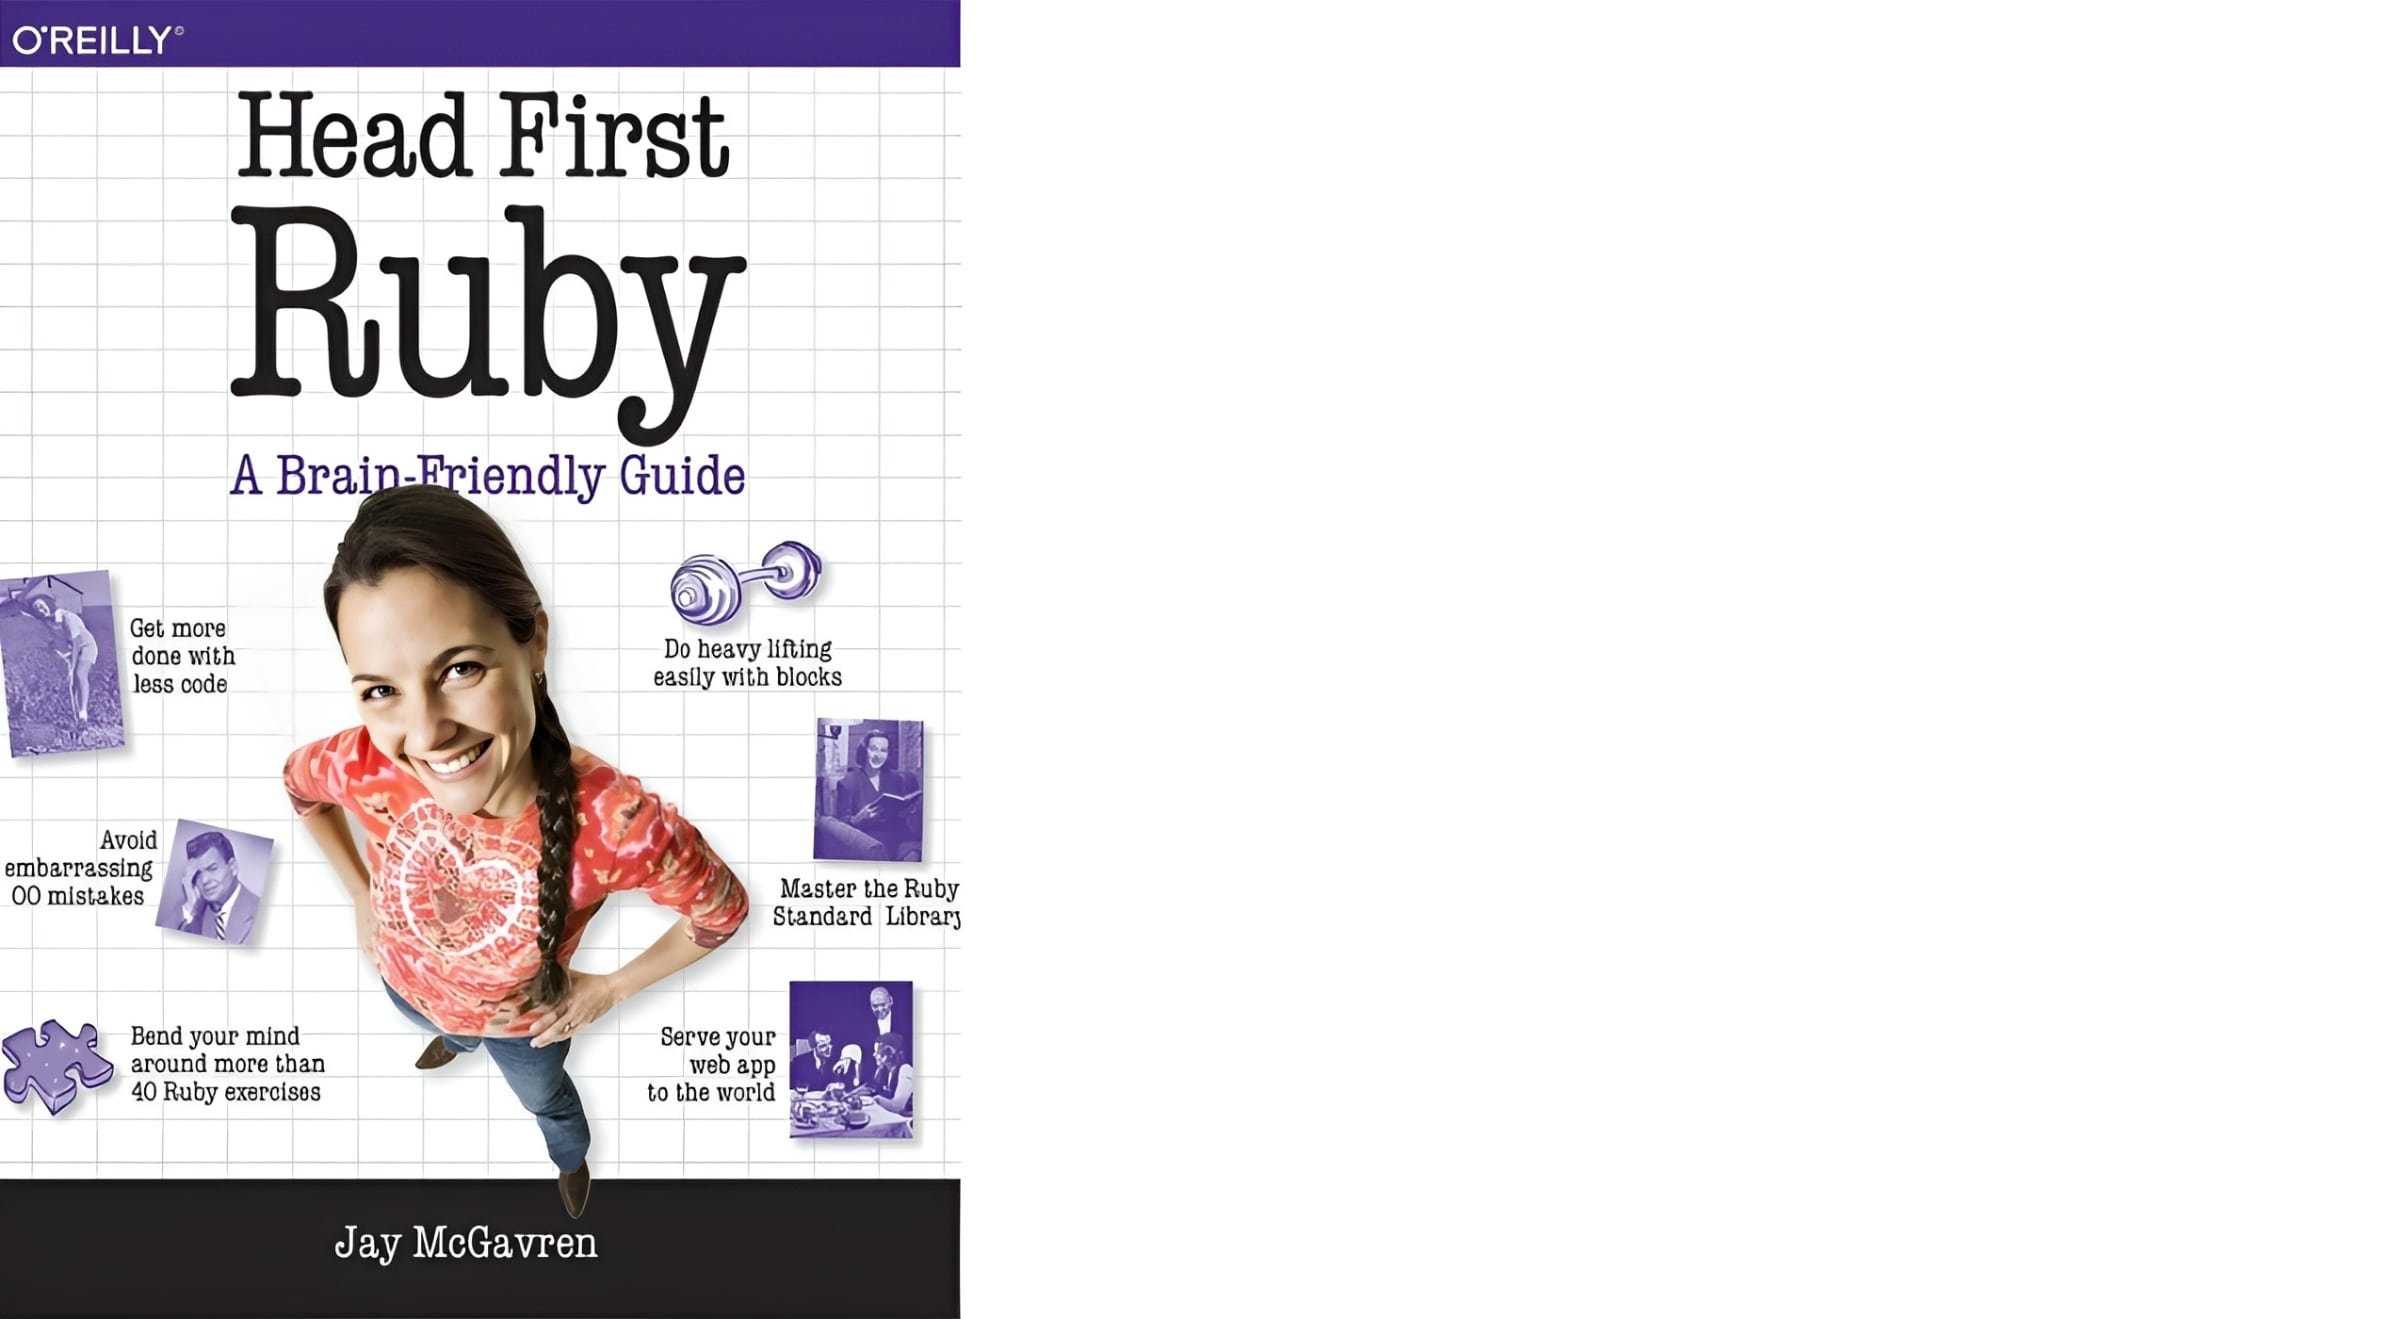 O'REILLY®
Head First
Ruby
A Brain-Friendly Guide
Get more
done with
less code
Do heavy lifting
easily with blocks
Avoid
embarrassing
OO mistakes
Master the Ruby
Standard Library
Bend your mind
around more than
40 Ruby exercises
Serve your
web app
to the world
Jay McGavren